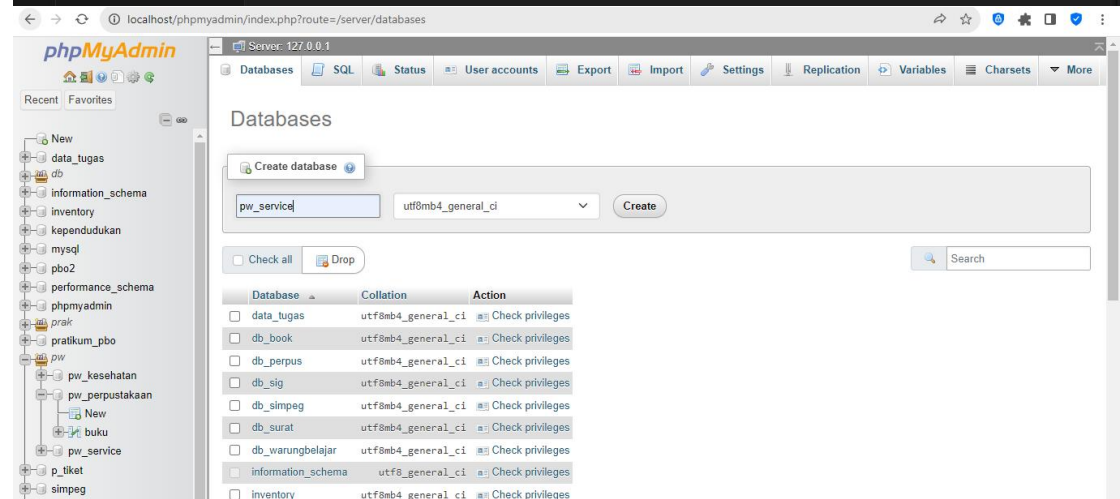 localhost/phpmyadmin/index.php?route=/server/databases
phpMyAdmin
Recent Favorites
New
data_tugas
db
information_schema
inventory
kependudukan
mysql
pbo2
performance_schema
phpmyadmin
prak
pratikum_pbo
pw
pw_kesehatan
pw_perpustakaan
New
buku
pw_service
p_tiket
simpeg
Server: 127.0.0.1
Databases SQL Status User accounts Export Import Settings Replication Variables Charsets More
Databases
Create database
pw_service utf8mb4_general_ci Create
Check all Drop Search
Database Collation Action
data_tugas utf8mb4_general_ci Check privileges
db_book utf8mb4_general_ci Check privileges
db_perpus utf8mb4_general_ci Check privileges
db_sig utf8mb4_general_ci Check privileges
db_simpeg utf8mb4_general_ci Check privileges
db_surat utf8mb4_general_ci Check privileges
db_warungbelajar utf8mb4_general_ci Check privileges
information_schema utf8_general_ci Check privileges
inventory utf8mb4_general_ci Check privileges